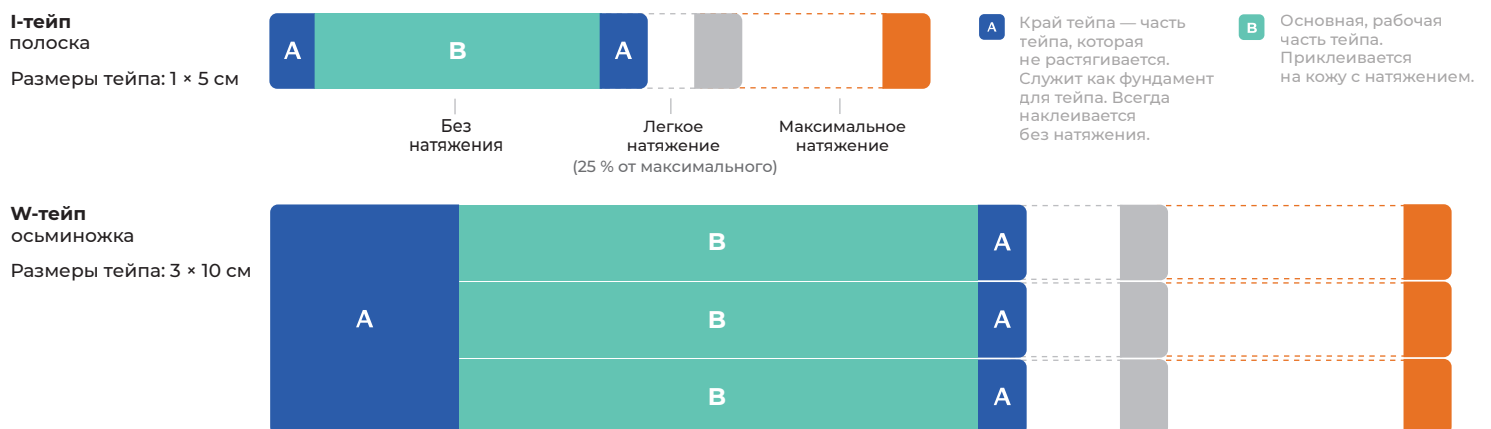 I-тейп
полоска
Размеры тейпа: 1 × 5 см
A
B
A
Без
натяжения
Легкое
натяжение
(25 % от максимального)
Максимальное
натяжение
A
Край тейпа — часть
тейпа, которая
не растягивается.
Служит как фундамент
для тейпа. Всегда
наклеивается
без натяжения.
B
Основная, рабочая
часть тейпа.
Приклеивается
на кожу с натяжением.
W-тейп
осьминожка
Размеры тейпа: 3 × 10 см
A
B
A
B
A
B
A